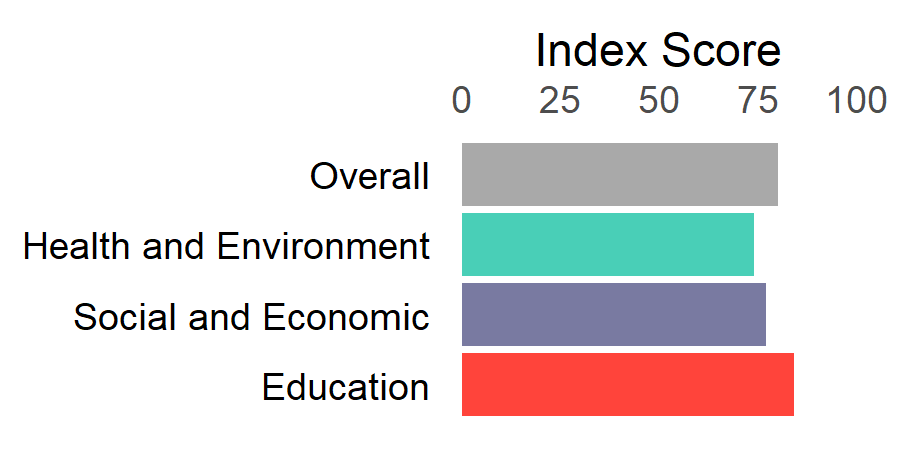 Index Score
0 25 50 75 100
Overall
Health and Environment
Social and Economic
Education